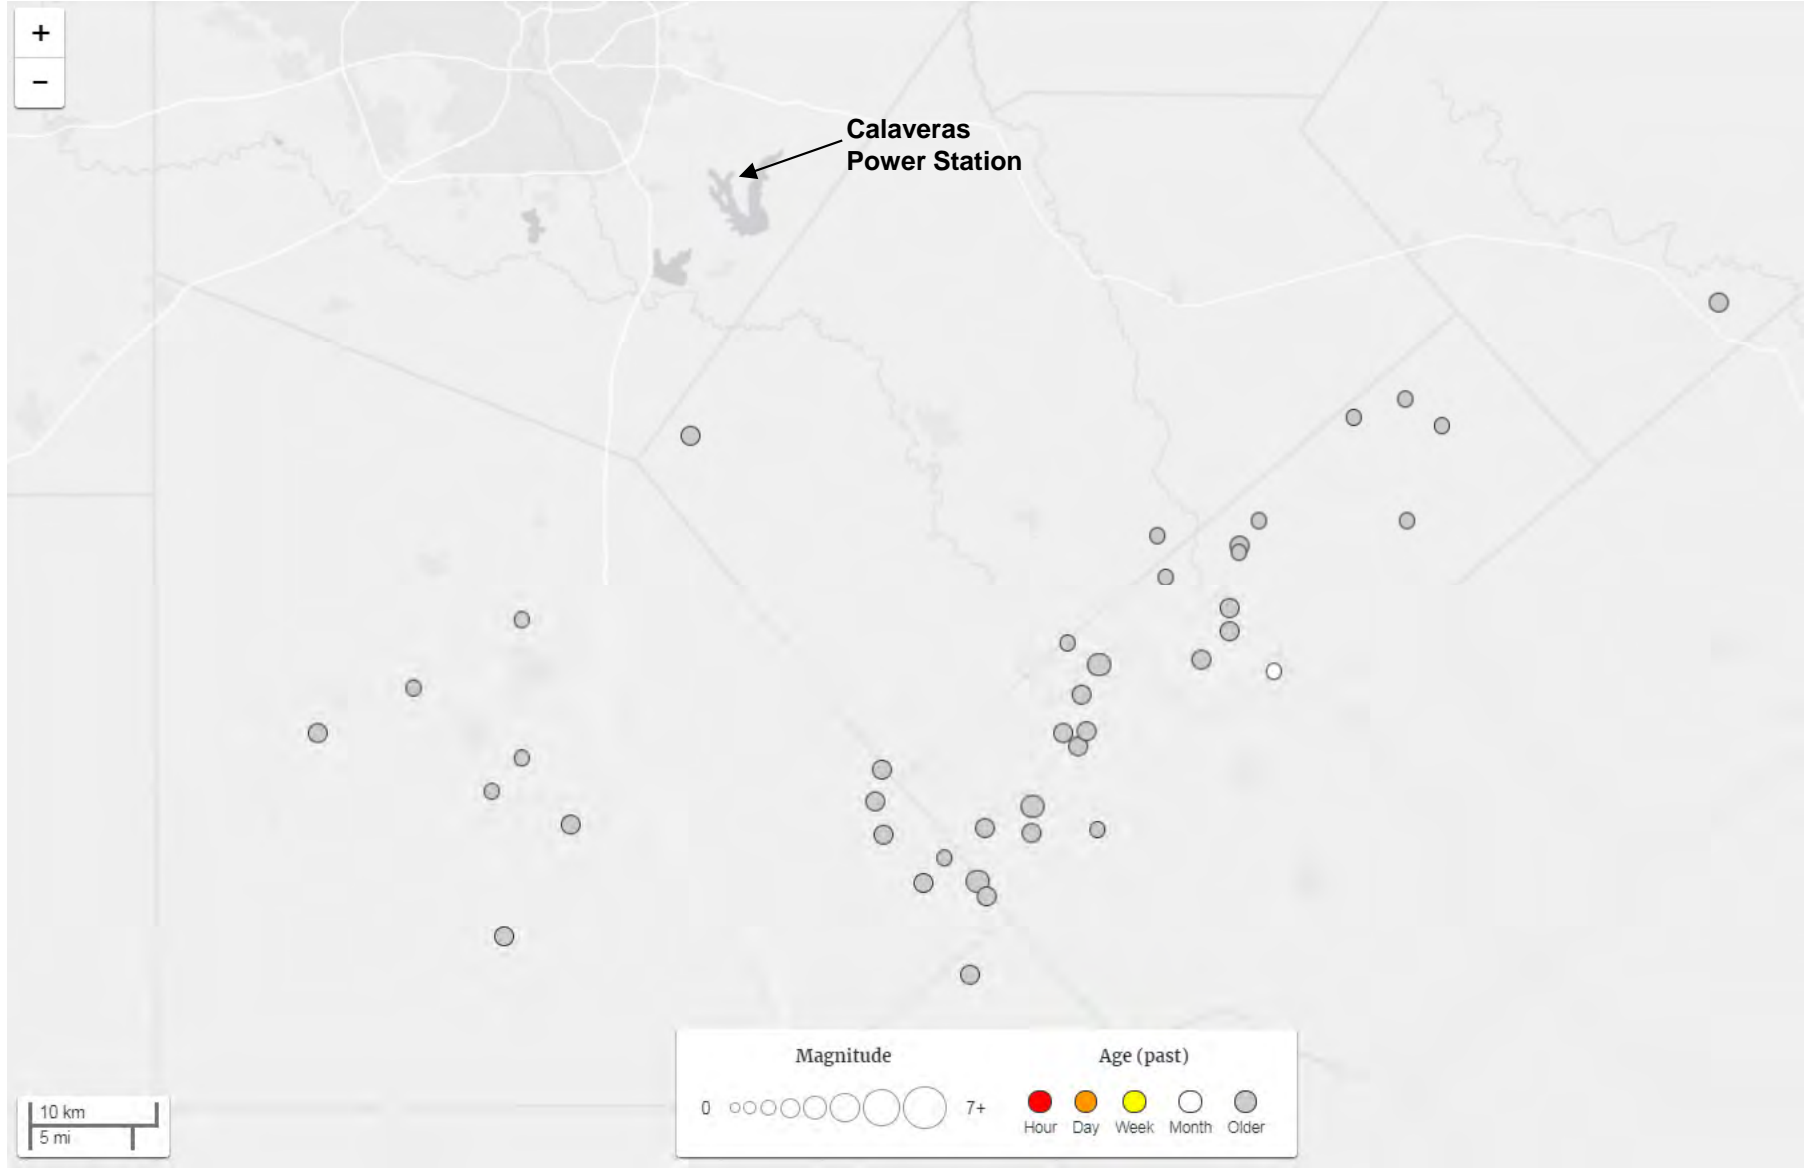 +
−
Calaveras
Power Station
Magnitude
0
7+
Age (past)
Hour
Day
Week
Month
Older
10 km
5 mi